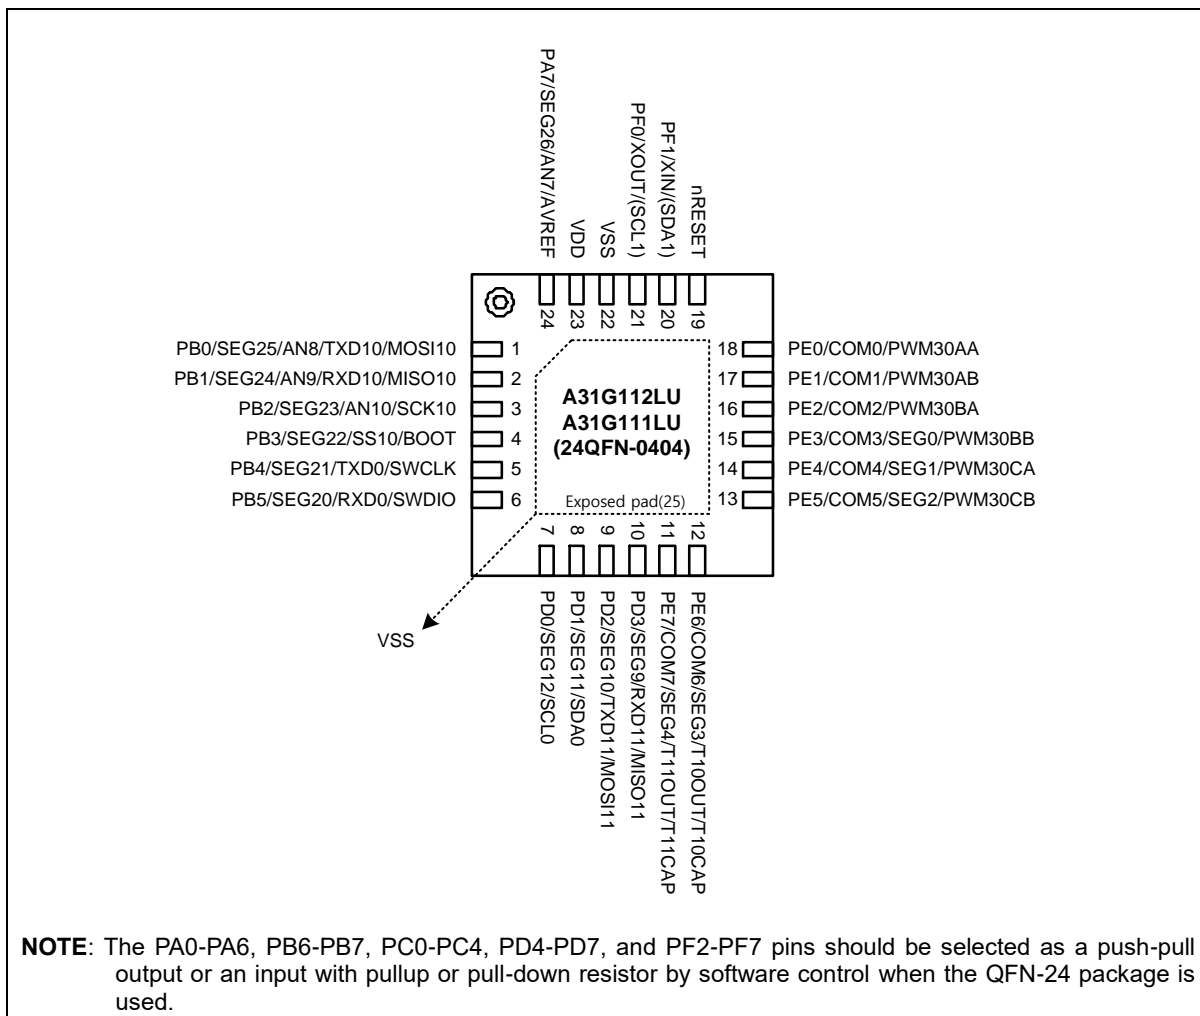 PA7/SEG26/AN7/AVREF
VDD
VSS
PF0/XOUT/(SCL1)
PF1/XIN/(SDA1)
nRESET
24
23
22
21
20
19
PB0/SEG25/AN8/TXD10/MOSI10
1
PB1/SEG24/AN9/RXD10/MISO10
2
PB2/SEG23/AN10/SCK10
3
PB3/SEG22/SS10/BOOT
4
PB4/SEG21/TXD0/SWCLK
5
PB5/SEG20/RXD0/SWDIO
6
A31G112LU
A31G111LU
(24QFN-0404)
Exposed pad(25)
18
PE0/COM0/PWM30AA
17
PE1/COM1/PWM30AB
16
PE2/COM2/PWM30BA
15
PE3/COM3/SEG0/PWM30BB
14
PE4/COM4/SEG1/PWM30CA
13
PE5/COM5/SEG2/PWM30CB
7
8
9
10
11
12
VSS
PD0/SEG12/SCL0
PD1/SEG11/SDA0
PD2/SEG10/TXD11/MOSI11
PD3/SEG9/RXD11/MISO11
PE7/COM7/SEG4/T11OUT/T11CAP
PE6/COM6/SEG3/T10OUT/T10CAP
NOTE: The PA0-PA6, PB6-PB7, PC0-PC4, PD4-PD7, and PF2-PF7 pins should be selected as a push-pull
output or an input with pullup or pull-down resistor by software control when the QFN-24 package is
used.